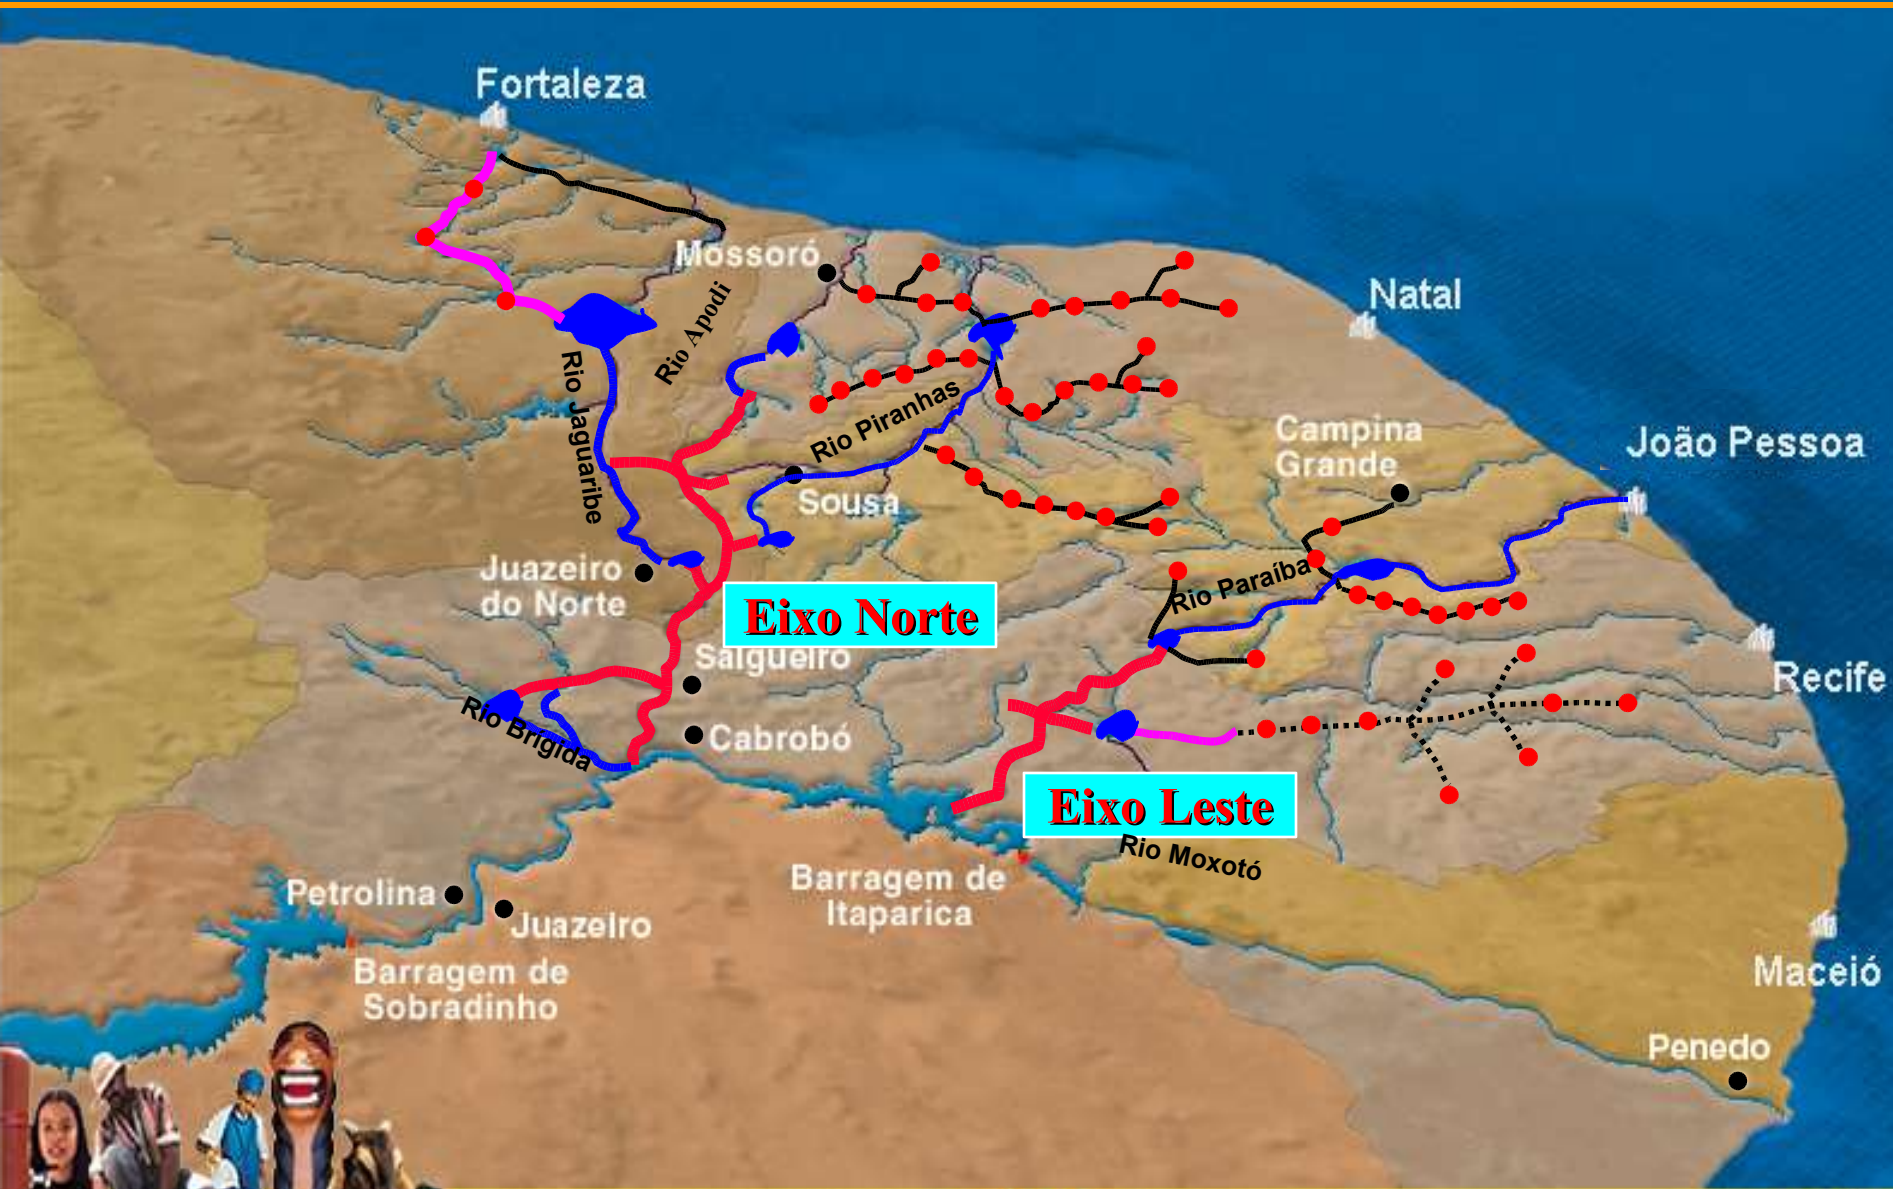 Fortaleza
Mossoró
Natal
Rio Apodi
Rio Jaguaribe
Rio Piranhas
Campina
Grande
João Pessoa
Sousa
Juazeiro
do Norte
Rio Paraíba
Eixo Norte
Salgueiro
Recife
Rio Brígida
Cabrobó
Eixo Leste
Rio Moxotó
Barragem de
Itaparica
Petrolina
Juazeiro
Barragem de
Sobradinho
Maceió
Penedo